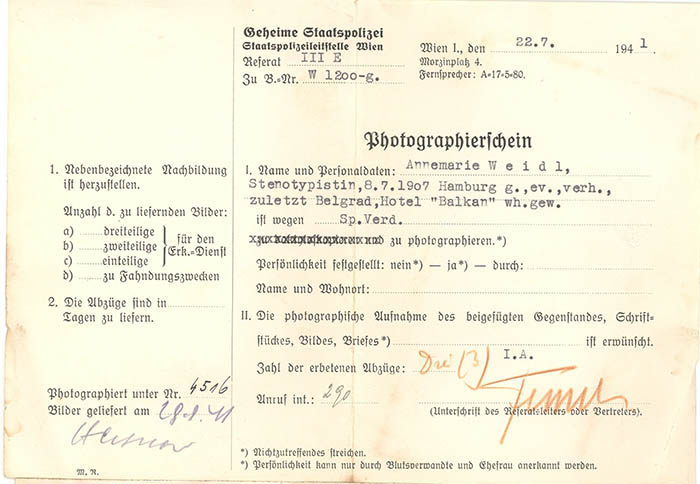 Geheime Staatspolizei
Staatspolizeileitstelle Wien
Referat III E
Zu B.=Nr. W 1200-g.
Wien I., den 22.7. 1941.
Morzinplatz 4.
Fernsprecher: A=17=5=80.
Photographierschein
1. Nebenbezeichnete Nachbildung
ist herzustellen.
Anzahl d. zu liefernden Bilder:
a) dreiteilige
b) zweiteilige
c) einteilige
für den
Erk.=Dienst
d) zu Fahndungszwecken
2. Die Abzüge sind in
Tagen zu liefern.
Photographiert unter Nr. 4516
Bilder geliefert am
M. R.
I. Name und Personaldaten: Annemarie Weidl,
Stenotypistin,8.7.1907 Hamburg g.,ev.,verh.,
zuletzt Belgrad,Hotel "Balkan" wh.gew.
ist wegen Sp.Verd.
zu photographieren.*)
Persönlichkeit festgestellt: nein*) — ja*) — durch:
Name und Wohnort:
II. Die photographische Aufnahme des beigefügten Gegenstandes, Schrift=
stückes, Bildes, Briefes*) ist erwünscht.
Zahl der erbetenen Abzüge: Drei (3) I.A.
Anruf int.: 290
(Unterschrift des Referatsleiters oder Vertreters).
*) Nichtzutreffendes streichen.
*) Persönlichkeit kann nur durch Blutsverwandte und Ehefrau anerkannt werden.